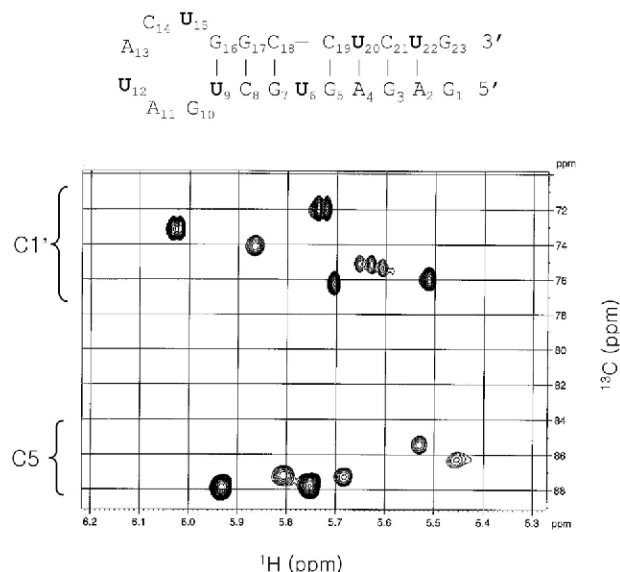 C₁₄ U₁₅
A₁₃ G₁₆G₁₇C₁₈— C₁₉U₂₀C₂₁U₂₂G₂₃ 3′
U₁₂ U₉ C₈ G₇ U₆ G₅ A₄ G₃ A₂ G₁ 5′
A₁₁ G₁₀
ppm
72
C1'
74
76
78
80
82
84
C5
86
88
6.2 6.1 6.0 5.9 5.8 5.7 5.6 5.5 5.4 5.3 ppm
¹³C (ppm)
¹H (ppm)